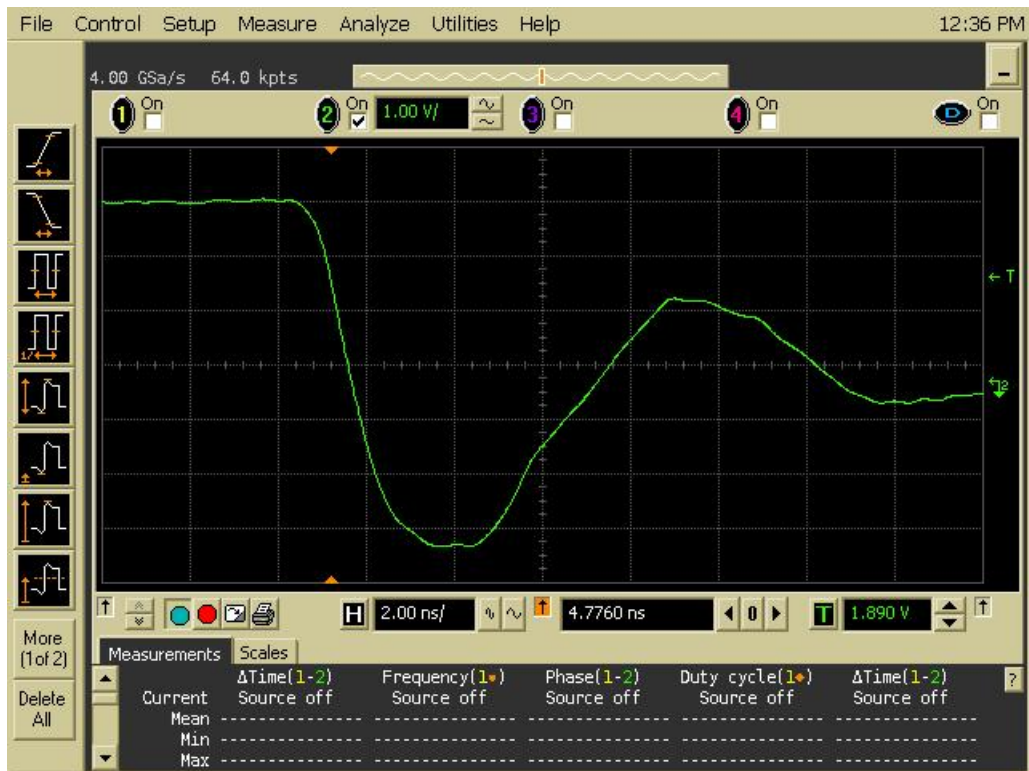 File Control Setup Measure Analyze Utilities Help 12:36 PM
4.00 GSa/s 64.0 kpts
1 On 2 On 1.00 V/ 3 On 4 On D On
← T
2
H 2.00 ns/ 4.7760 ns 0 T 1.890 V
1/
More
(1of 2)
Delete
All
Measurements Scales
ΔTime(1-2) Frequency(1) Phase(1-2) Duty cycle(1) ΔTime(1-2) ?
Current Source off Source off Source off Source off Source off
Mean ---------------- ---------------- ---------------- ---------------- ----------------
Min ---------------- ---------------- ---------------- ---------------- ----------------
Max ---------------- ---------------- ---------------- ---------------- ----------------